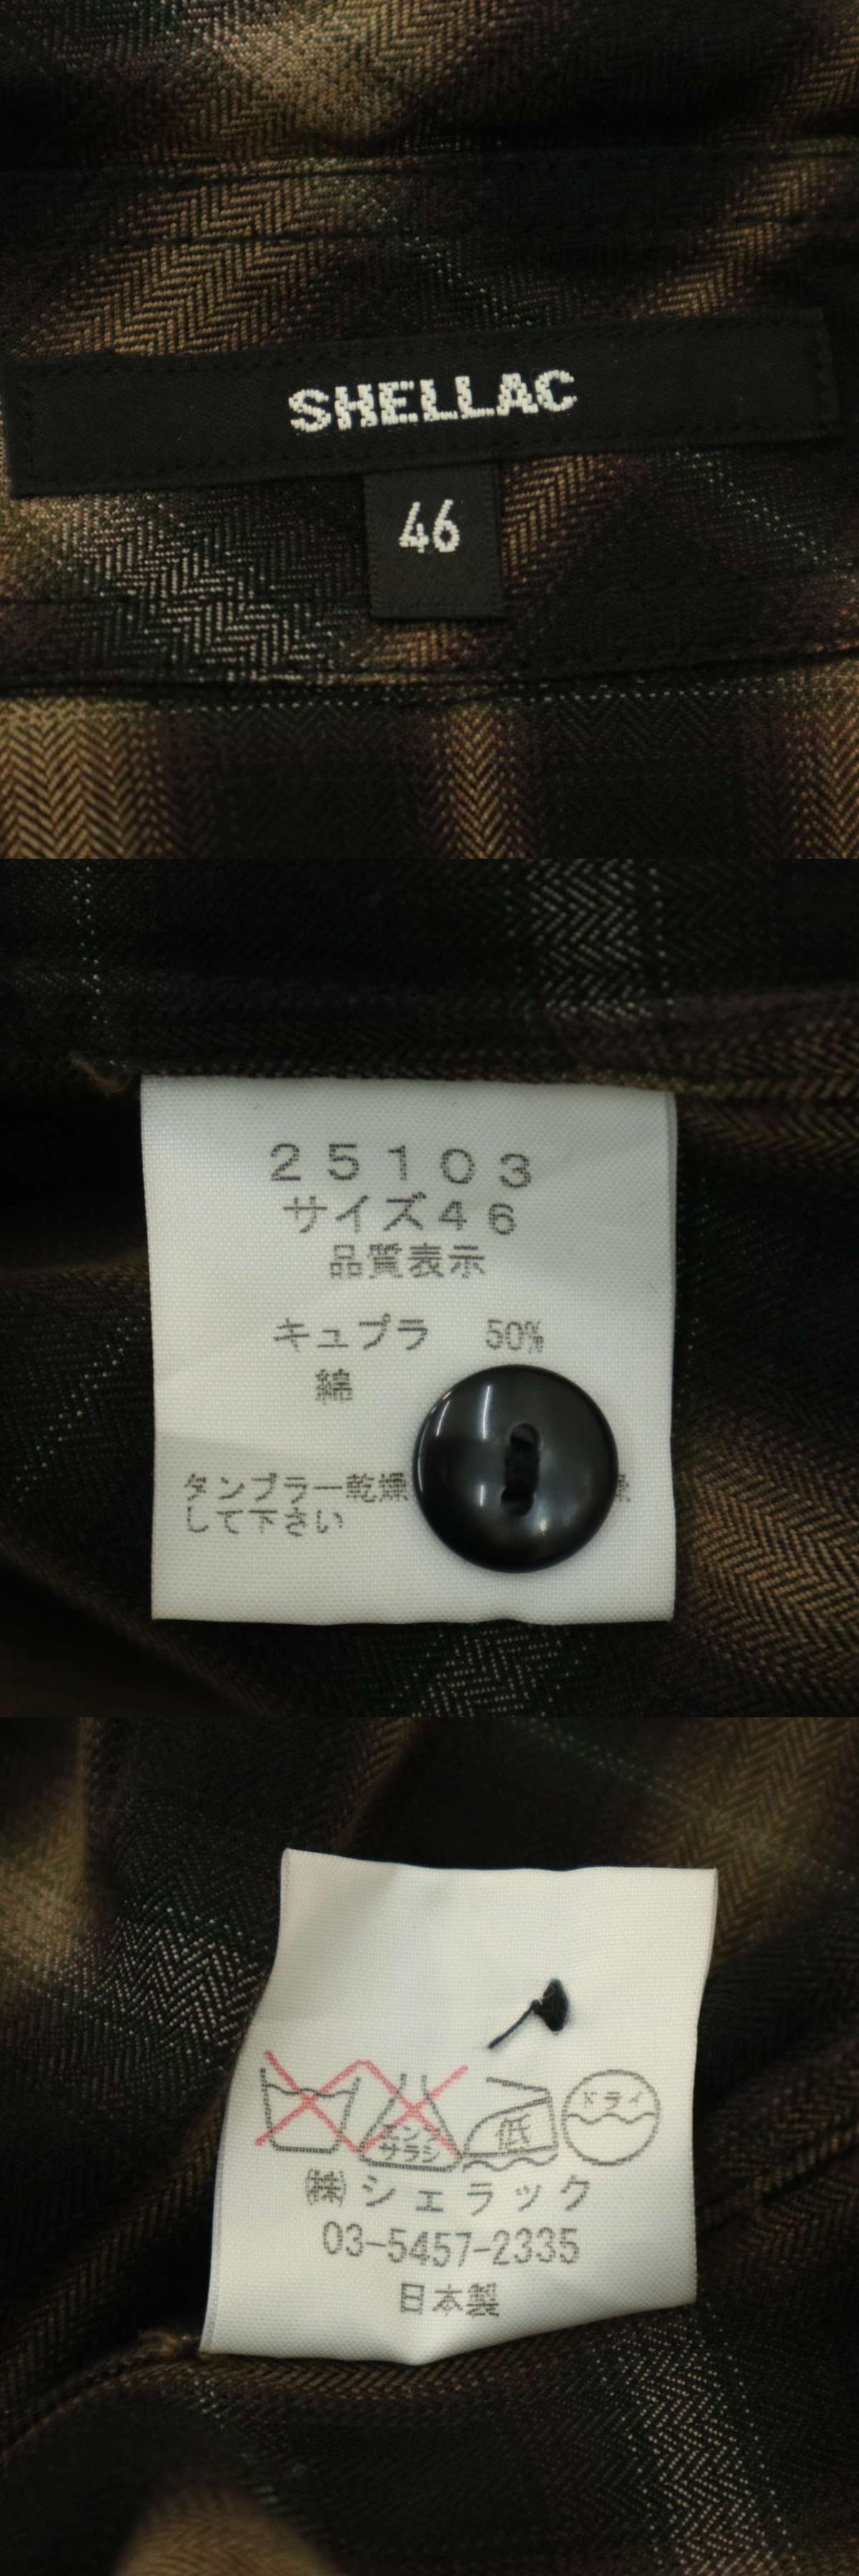 SHELLAC
46
25103
サイズ46
品質表示
キュプラ 50%
綿
タンブラー乾燥 燥
して下さい
エンソ
サラシ
低
ドライ
㈱シェラック
03-5457-2335
日本製